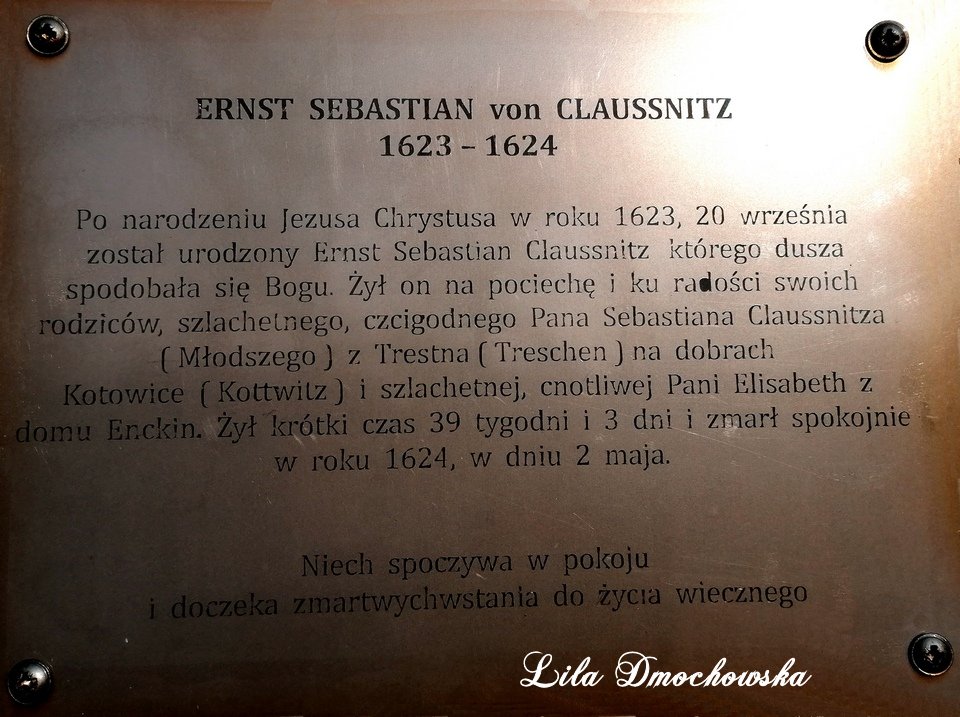 ERNST SEBASTIAN von CLAUSSNITZ
1623 – 1624
Po narodzeniu Jezusa Chrystusa w roku 1623, 20 września
został urodzony Ernst Sebastian Claussnitz którego dusza
spodobała się Bogu. Żył on na pociechę i ku radości swoich
rodziców, szlachetnego, czcigodnego Pana Sebastiana Claussnitza
( Młodszego ) z Trestna ( Treschen ) na dobrach
Kotowice ( Kottwitz ) i szlachetnej, cnotliwej Pani Elisabeth z
domu Enckin. Żył krótki czas 39 tygodni i 3 dni i zmarł spokojnie
w roku 1624, w dniu 2 maja.
Niech spoczywa w pokoju
i doczeka zmartwychwstania do życia wiecznego
Lila Dmochowska